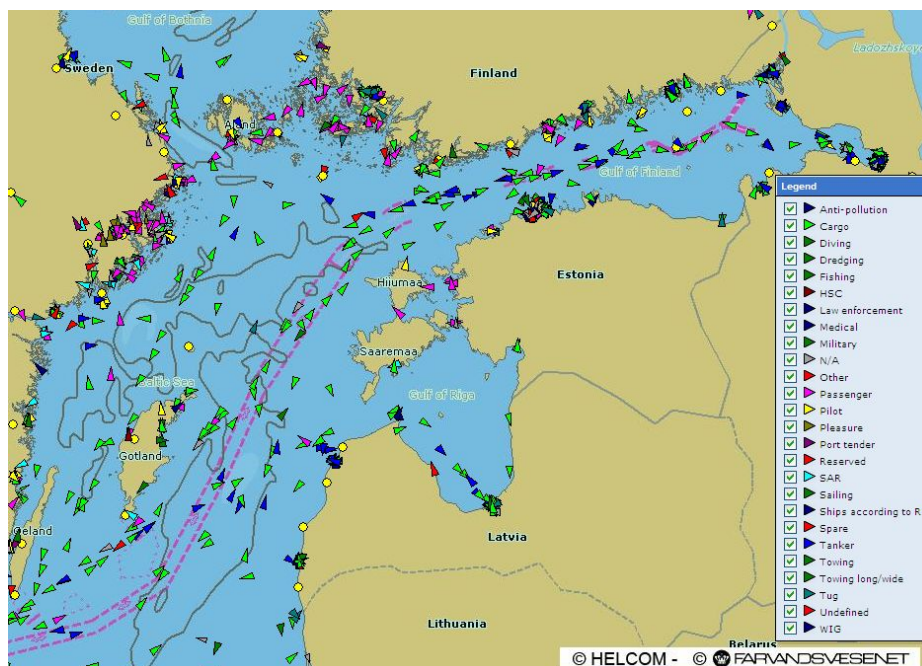 Gulf of Bothnia
Sweden
Finland
Ladozhskoy
Åland
Gulf of Finland
Legend
Anti-pollution
Cargo
Diving
Dredging
Fishing
HSC
Law enforcement
Medical
Military
N/A
Other
Passenger
Pilot
Pleasure
Port tender
Reserved
SAR
Sailing
Ships according to R
Spare
Tanker
Towing
Towing long/wide
Tug
Undefined
WIG
Estonia
Hiiumaa
Saaremaa
Baltic Sea
Gulf of Riga
Gotland
Oeland
Latvia
Lithuania
Belarus
© HELCOM - © FARVANDSVÆSENET